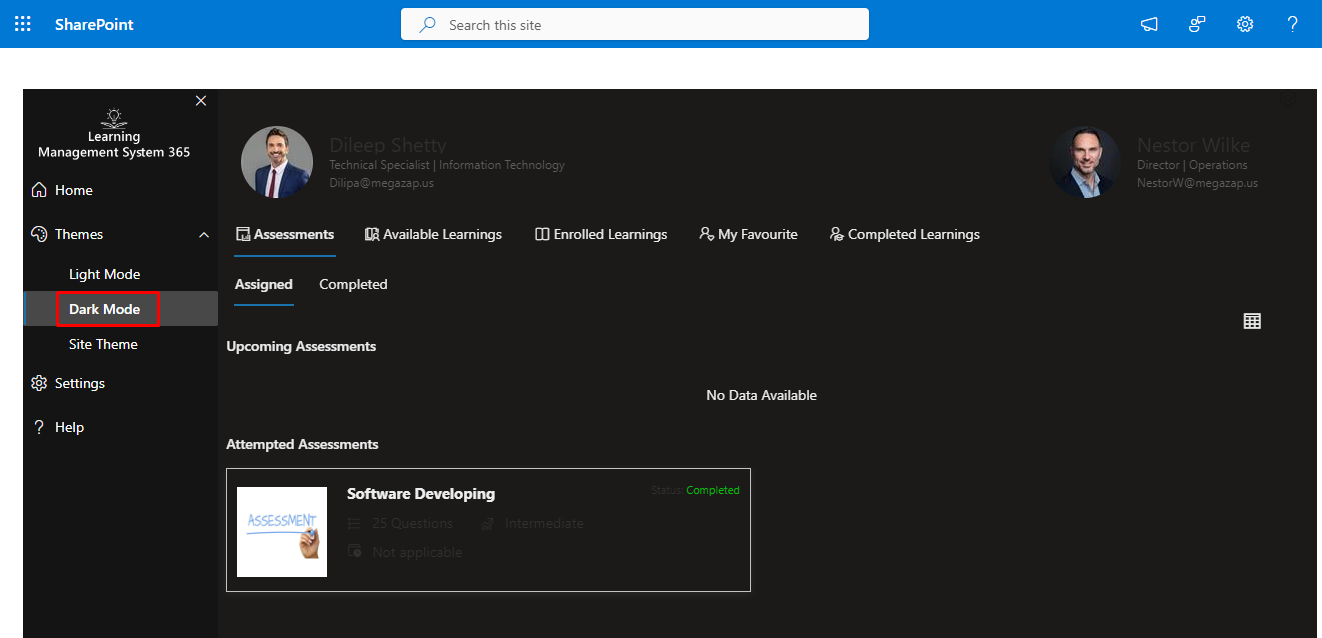 SharePoint
Search this site
Learning
Management System 365
Home
Themes
Light Mode
Dark Mode
Site Theme
Settings
? Help
Dileep Shetty
Technical Specialist | Information Technology
Dilipa@megazap.us
Nestor Wilke
Director | Operations
NestorW@megazap.us
Assessments Available Learnings Enrolled Learnings My Favourite Completed Learnings
Assigned Completed
Upcoming Assessments
No Data Available
Attempted Assessments
ASSESSMENT
Software Developing
Status: Completed
25 Questions Intermediate
Not applicable